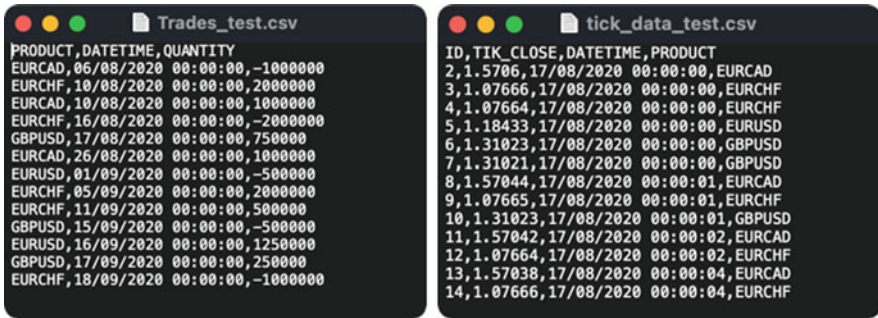 Trades_test.csv
PRODUCT,DATETIME,QUANTITY
EURCAD,06/08/2020 00:00:00,-1000000
EURCHF,10/08/2020 00:00:00,2000000
EURCAD,10/08/2020 00:00:00,1000000
EURCHF,16/08/2020 00:00:00,-2000000
GBPUSD,17/08/2020 00:00:00,750000
EURCAD,26/08/2020 00:00:00,1000000
EURUSD,01/09/2020 00:00:00,-500000
EURCHF,05/09/2020 00:00:00,2000000
EURCHF,11/09/2020 00:00:00,500000
GBPUSD,15/09/2020 00:00:00,-500000
EURUSD,16/09/2020 00:00:00,1250000
GBPUSD,17/09/2020 00:00:00,250000
EURCHF,18/09/2020 00:00:00,-1000000
tick_data_test.csv
ID,TIK_CLOSE,DATETIME,PRODUCT
2,1.5706,17/08/2020 00:00:00,EURCAD
3,1.07666,17/08/2020 00:00:00,EURCHF
4,1.07664,17/08/2020 00:00:00,EURCHF
5,1.18433,17/08/2020 00:00:00,EURUSD
6,1.31023,17/08/2020 00:00:00,GBPUSD
7,1.31021,17/08/2020 00:00:00,GBPUSD
8,1.57044,17/08/2020 00:00:01,EURCAD
9,1.07665,17/08/2020 00:00:01,EURCHF
10,1.31023,17/08/2020 00:00:01,GBPUSD
11,1.57042,17/08/2020 00:00:02,EURCAD
12,1.07664,17/08/2020 00:00:02,EURCHF
13,1.57038,17/08/2020 00:00:04,EURCAD
14,1.07666,17/08/2020 00:00:04,EURCHF